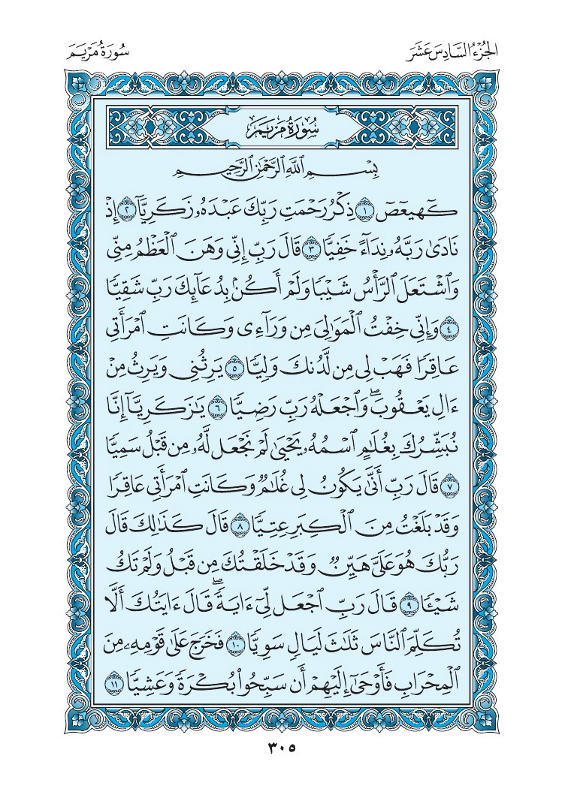 الجُزْءُ السَّادِسَ عَشَرَ
سُورَةُ مَرْيَمَ
سُورَةُ مَرْيَمَ
بِسْمِ ٱللَّهِ ٱلرَّحْمَٰنِ ٱلرَّحِيمِ
كٓهيعٓصٓ ١ ذِكْرُ رَحْمَتِ رَبِّكَ عَبْدَهُۥ زَكَرِيَّآ ٢ إِذْ
نَادَىٰ رَبَّهُۥ نِدَآءً خَفِيًّا ٣ قَالَ رَبِّ إِنِّى وَهَنَ ٱلْعَظْمُ مِنِّى
وَٱشْتَعَلَ ٱلرَّأْسُ شَيْبًا وَلَمْ أَكُنۢ بِدُعَآئِكَ رَبِّ شَقِيًّا
٤ وَإِنِّى خِفْتُ ٱلْمَوَٰلِىَ مِن وَرَآءِى وَكَانَتِ ٱمْرَأَتِى
عَاقِرًا فَهَبْ لِى مِن لَّدُنكَ وَلِيًّا ٥ يَرِثُنِى وَيَرِثُ مِنْ
ءَالِ يَعْقُوبَ ۖ وَٱجْعَلْهُ رَبِّ رَضِيًّا ٦ يَٰزَكَرِيَّآ إِنَّا
نُبَشِّرُكَ بِغُلَٰمٍ ٱسْمُهُۥ يَحْيَىٰ لَمْ نَجْعَل لَّهُۥ مِن قَبْلُ سَمِيًّا
٧ قَالَ رَبِّ أَنَّىٰ يَكُونُ لِى غُلَٰمٌ وَكَانَتِ ٱمْرَأَتِى عَاقِرًا
وَقَدْ بَلَغْتُ مِنَ ٱلْكِبَرِ عِتِيًّا ٨ قَالَ كَذَٰلِكَ قَالَ
رَبُّكَ هُوَ عَلَىَّ هَيِّنٌ وَقَدْ خَلَقْتُكَ مِن قَبْلُ وَلَمْ تَكُ
شَيْـًٔا ٩ قَالَ رَبِّ ٱجْعَل لِّىٓ ءَايَةً ۚ قَالَ ءَايَتُكَ أَلَّا
تُكَلِّمَ ٱلنَّاسَ ثَلَٰثَ لَيَالٍ سَوِيًّا ١٠ فَخَرَجَ عَلَىٰ قَوْمِهِۦ مِنَ
ٱلْمِحْرَابِ فَأَوْحَىٰٓ إِلَيْهِمْ أَن سَبِّحُوا۟ بُكْرَةً وَعَشِيًّا ١١
٣٠٥